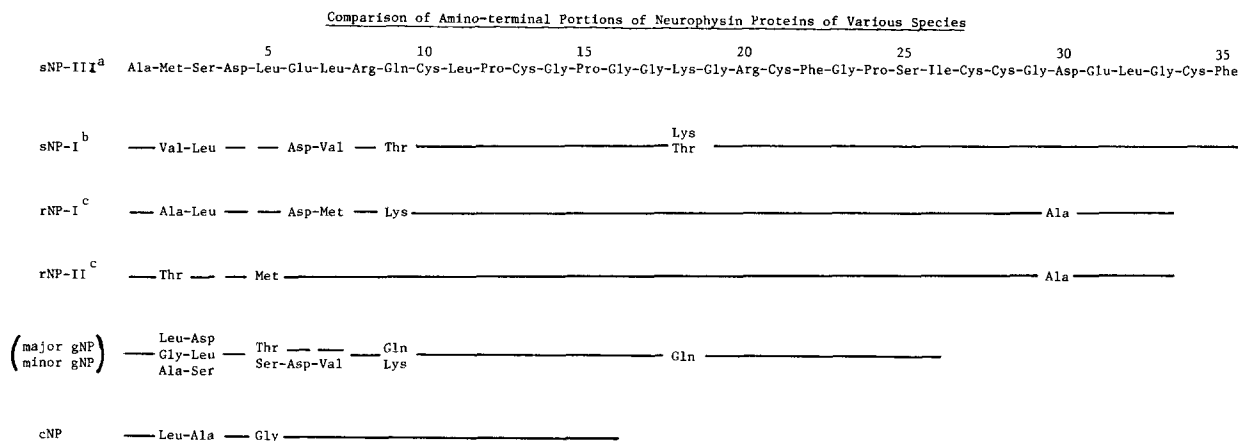 Comparison of Amino-terminal Portions of Neurophysin Proteins of Various Species
5 10 15 20 25 30 35
sNP-III a Ala-Met-Ser-Asp-Leu-Glu-Leu-Arg-Gln-Cys-Leu-Pro-Cys-Gly-Pro-Gly-Gly-Lys-Gly-Arg-Cys-Phe-Gly-Pro-Ser-Ile-Cys-Cys-Gly-Asp-Glu-Leu-Gly-Cys-Phe
Lys
sNP-I b Val-Leu Asp-Val Thr Thr
rNP-I c Ala-Leu Asp-Met Lys Ala
rNP-II c Thr Met Ala
Leu-Asp
(major gNP Gly-Leu Thr Gln Gln
minor gNP) Ala-Ser Ser-Asp-Val Lys
cNP Leu-Ala Gly